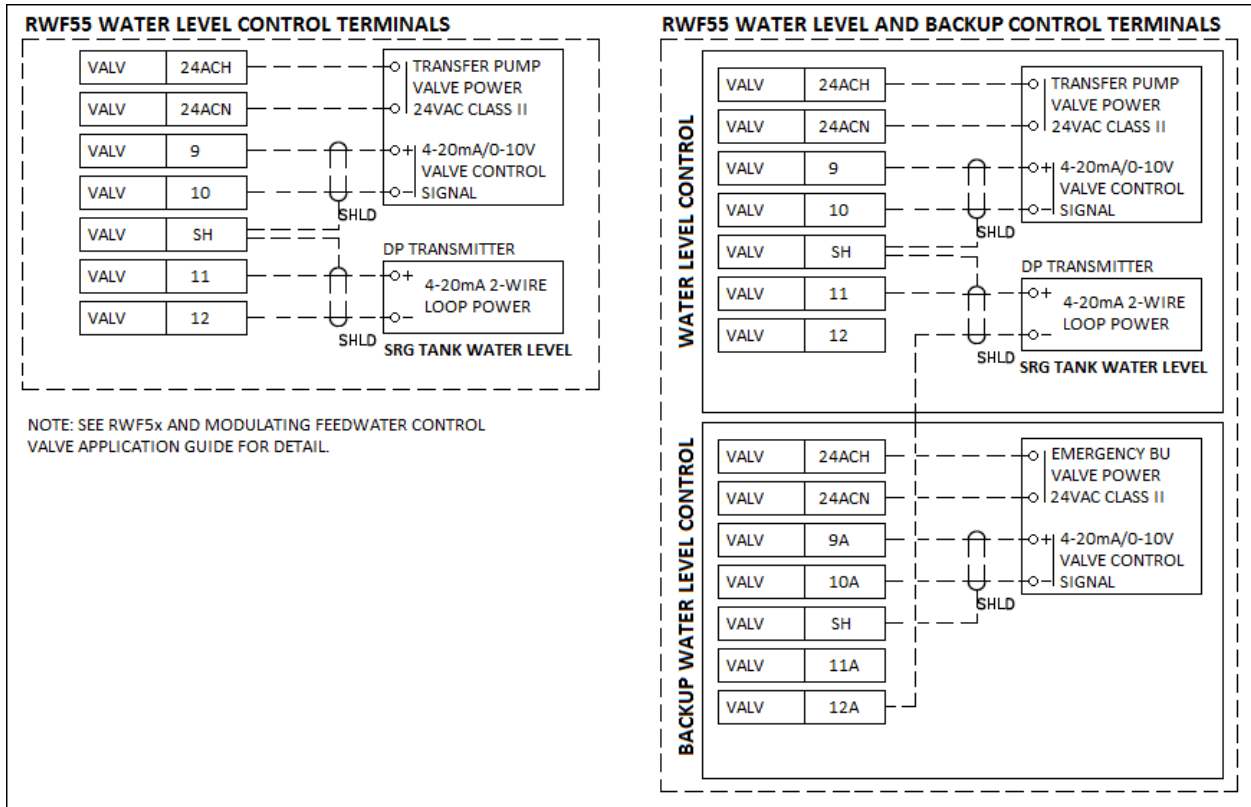 RWF55 WATER LEVEL CONTROL TERMINALS
VALV 24ACH
VALV 24ACN
VALV 9
VALV 10
VALV SH
VALV 11
VALV 12
TRANSFER PUMP
VALVE POWER
24VAC CLASS II
+ 4-20mA/0-10V
VALVE CONTROL
- SIGNAL
SHLD
DP TRANSMITTER
+
4-20mA 2-WIRE
LOOP POWER
-
SHLD
SRG TANK WATER LEVEL
NOTE: SEE RWF5x AND MODULATING FEEDWATER CONTROL
VALVE APPLICATION GUIDE FOR DETAIL.
RWF55 WATER LEVEL AND BACKUP CONTROL TERMINALS
WATER LEVEL CONTROL
VALV 24ACH
VALV 24ACN
VALV 9
VALV 10
VALV SH
VALV 11
VALV 12
TRANSFER PUMP
VALVE POWER
24VAC CLASS II
+ 4-20mA/0-10V
VALVE CONTROL
- SIGNAL
SHLD
DP TRANSMITTER
+
4-20mA 2-WIRE
LOOP POWER
-
SHLD
SRG TANK WATER LEVEL
BACKUP WATER LEVEL CONTROL
VALV 24ACH
VALV 24ACN
VALV 9A
VALV 10A
VALV SH
VALV 11A
VALV 12A
EMERGENCY BU
VALVE POWER
24VAC CLASS II
+ 4-20mA/0-10V
VALVE CONTROL
- SIGNAL
SHLD